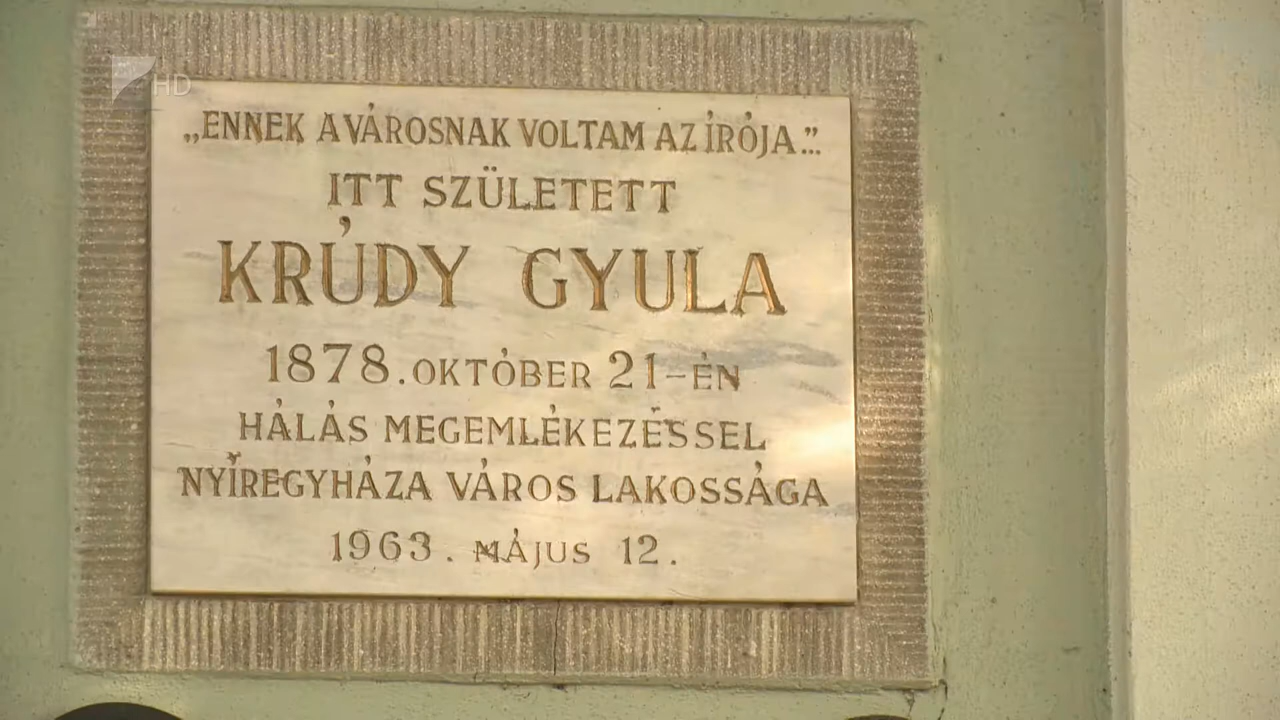 HD
„ENNEK A VÁROSNAK VOLTAM AZ ÍRÓJA..."
ITT SZÜLETETT
KRÚDY GYULA
1878. OKTÓBER 21-ÉN
HÁLÁS MEGEMLÉKEZÉSSEL
NYÍREGYHÁZA VÁROS LAKOSSÁGA
1963. MÁJUS 12.